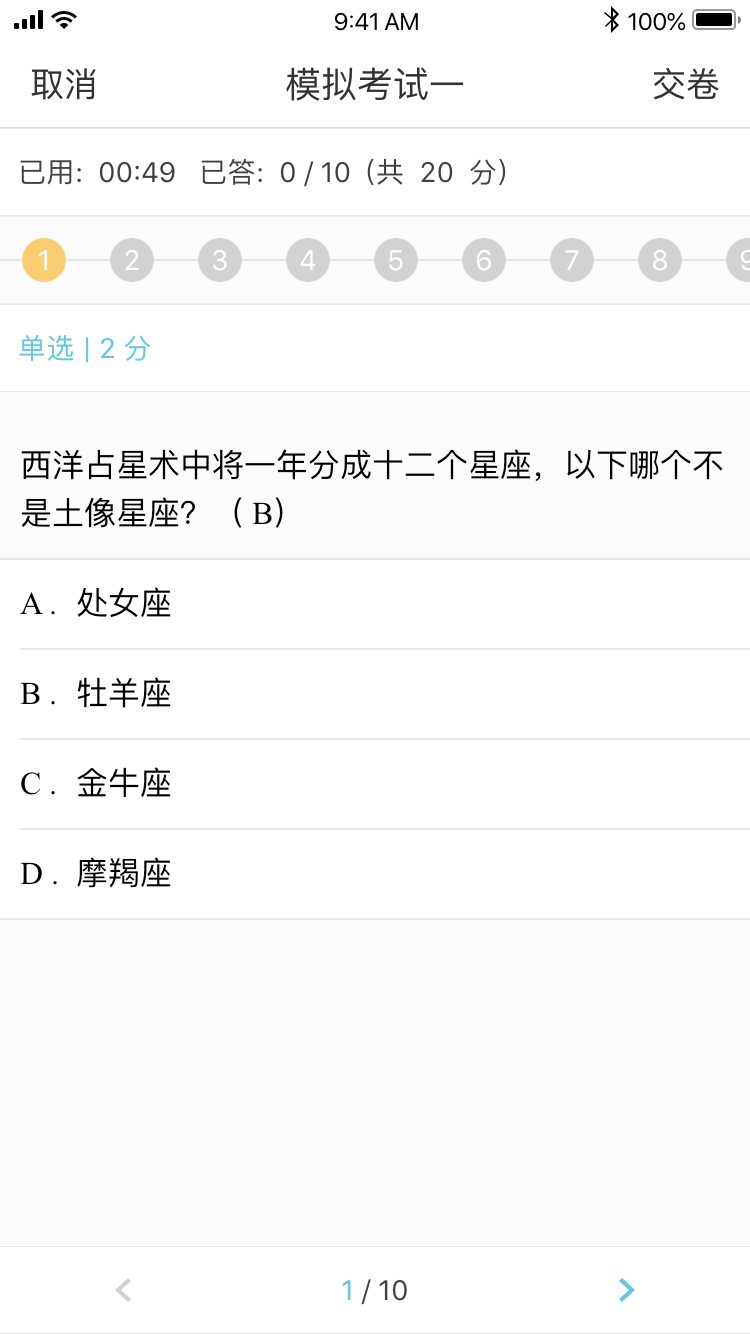 9:41 AM 100%
取消 模拟考试一 交卷
已用: 00:49 已答: 0 / 10（共 20 分）
1 2 3 4 5 6 7 8 9
单选 | 2 分
西洋占星术中将一年分成十二个星座，以下哪个不
是土像星座？（ B）
A . 处女座
B . 牡羊座
C . 金牛座
D . 摩羯座
1 / 10